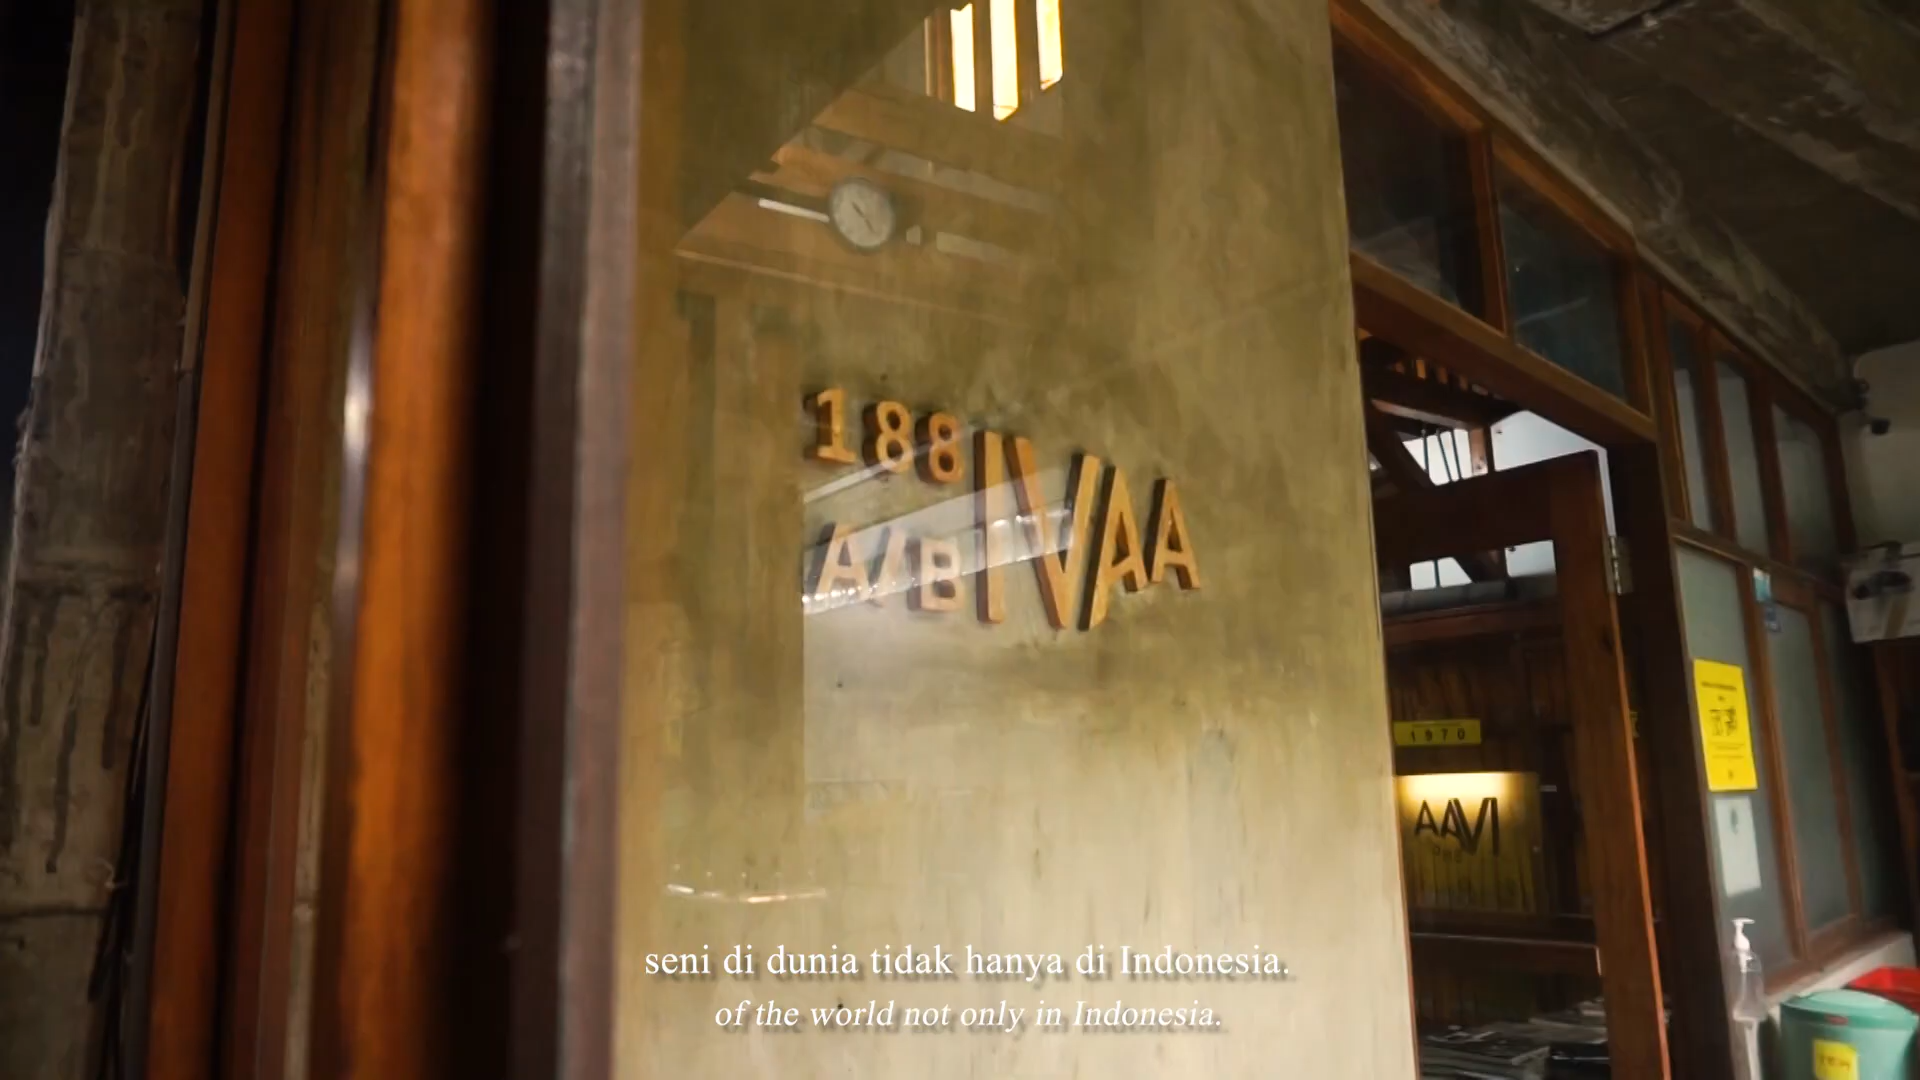 188
A/B
IVAA
1970
AAVI
seni di dunia tidak hanya di Indonesia.
of the world not only in Indonesia.